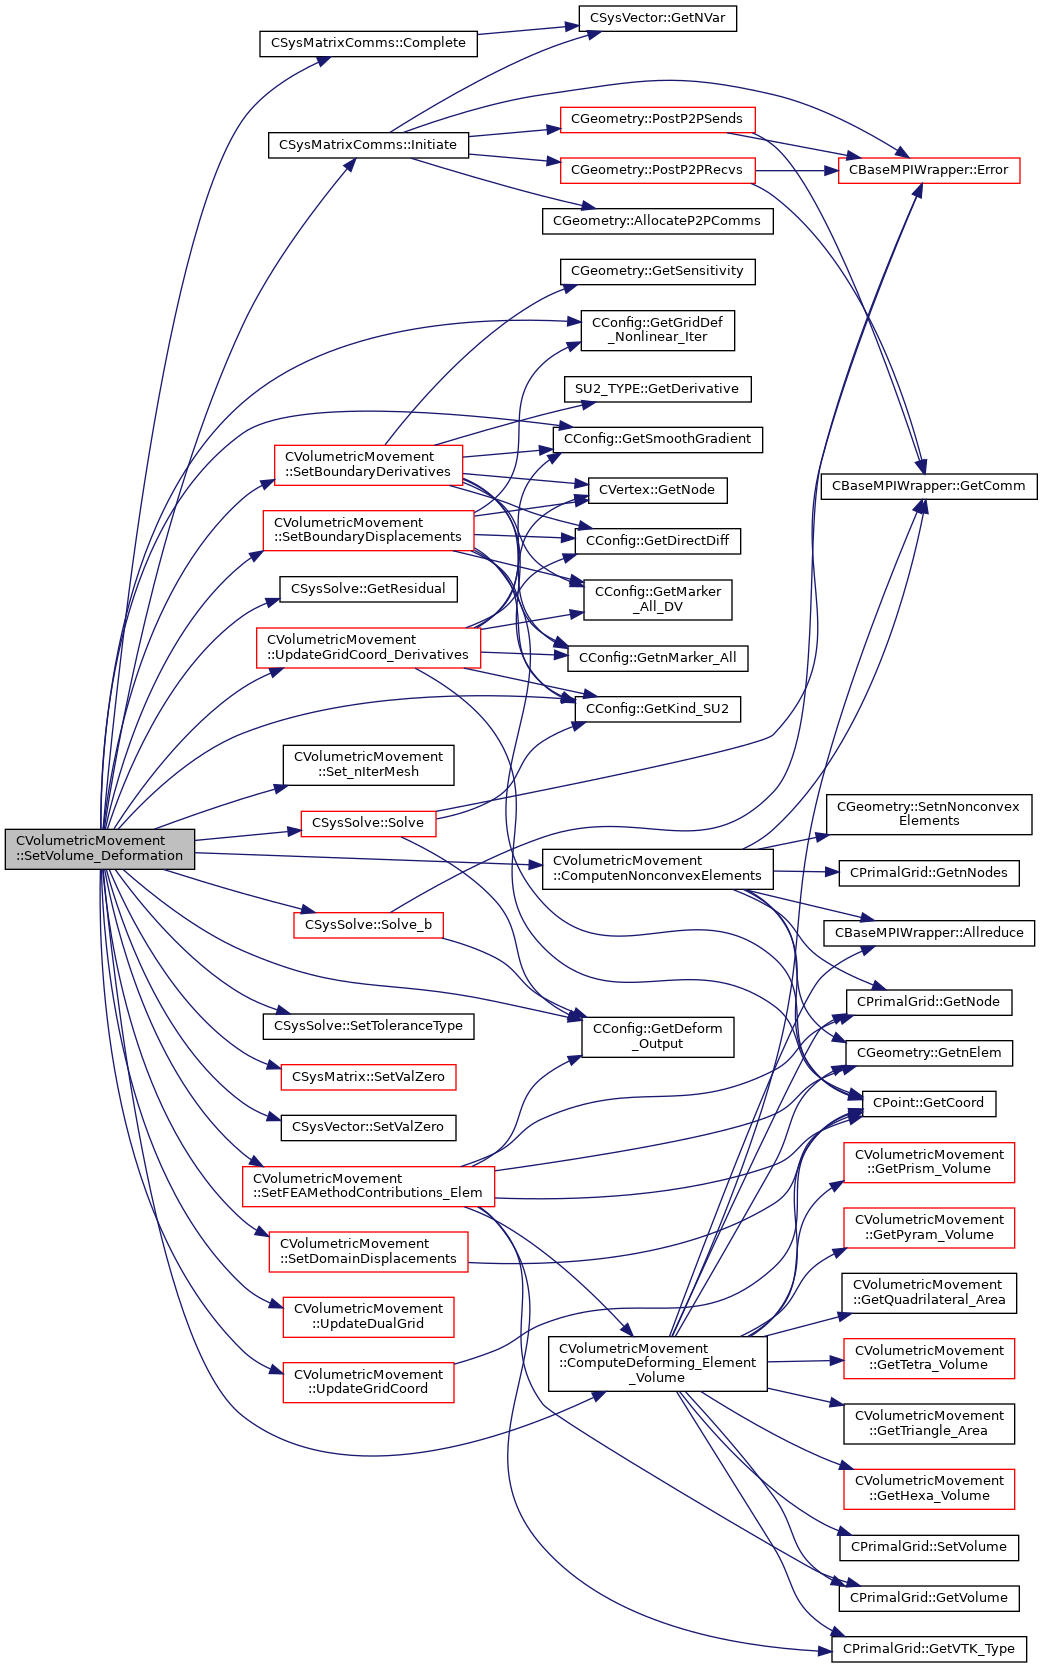 CSysVector::GetNVar
CSysMatrixComms::Complete
CGeometry::PostP2PSends
CSysMatrixComms::Initiate
CGeometry::PostP2PRecvs
CBaseMPIWrapper::Error
CGeometry::AllocateP2PComms
CGeometry::GetSensitivity
CConfig::GetGridDef
_Nonlinear_Iter
SU2_TYPE::GetDerivative
CConfig::GetSmoothGradient
CVolumetricMovement
::SetBoundaryDerivatives
CVertex::GetNode
CBaseMPIWrapper::GetComm
CVolumetricMovement
::SetBoundaryDisplacements
CConfig::GetDirectDiff
CSysSolve::GetResidual
CConfig::GetMarker
_All_DV
CVolumetricMovement
::UpdateGridCoord_Derivatives
CConfig::GetnMarker_All
CConfig::GetKind_SU2
CVolumetricMovement
::Set_nIterMesh
CSysSolve::Solve
CGeometry::SetnNonconvex
Elements
CVolumetricMovement
::SetVolume_Deformation
CVolumetricMovement
::ComputenNonconvexElements
CPrimalGrid::GetnNodes
CSysSolve::Solve_b
CBaseMPIWrapper::Allreduce
CPrimalGrid::GetNode
CSysSolve::SetToleranceType
CConfig::GetDeform
_Output
CGeometry::GetnElem
CSysMatrix::SetValZero
CPoint::GetCoord
CSysVector::SetValZero
CVolumetricMovement
::GetPrism_Volume
CVolumetricMovement
::SetFEAMethodContributions_Elem
CVolumetricMovement
::GetPyram_Volume
CVolumetricMovement
::SetDomainDisplacements
CVolumetricMovement
::GetQuadrilateral_Area
CVolumetricMovement
::UpdateDualGrid
CVolumetricMovement
::ComputeDeforming_Element
_Volume
CVolumetricMovement
::GetTetra_Volume
CVolumetricMovement
::UpdateGridCoord
CVolumetricMovement
::GetTriangle_Area
CVolumetricMovement
::GetHexa_Volume
CPrimalGrid::SetVolume
CPrimalGrid::GetVolume
CPrimalGrid::GetVTK_Type